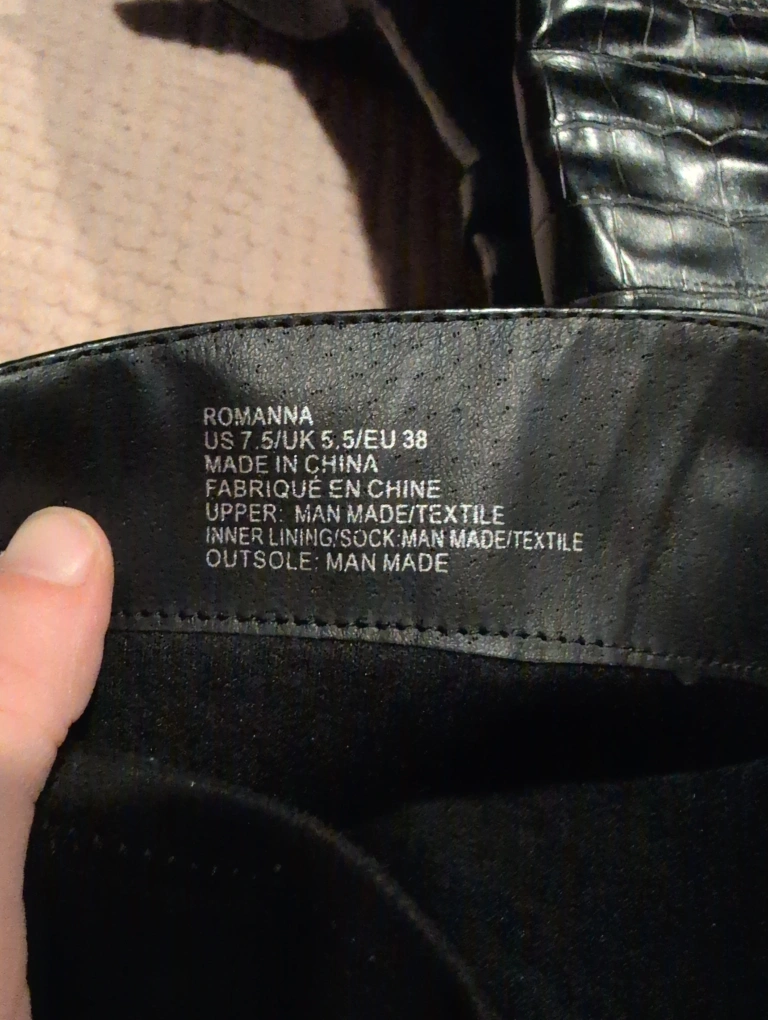 ROMANNA
US 7.5/UK 5.5/EU 38
MADE IN CHINA
FABRIQUÉ EN CHINE
UPPER: MAN MADE/TEXTILE
INNER LINING/SOCK:MAN MADE/TEXTILE
OUTSOLE: MAN MADE